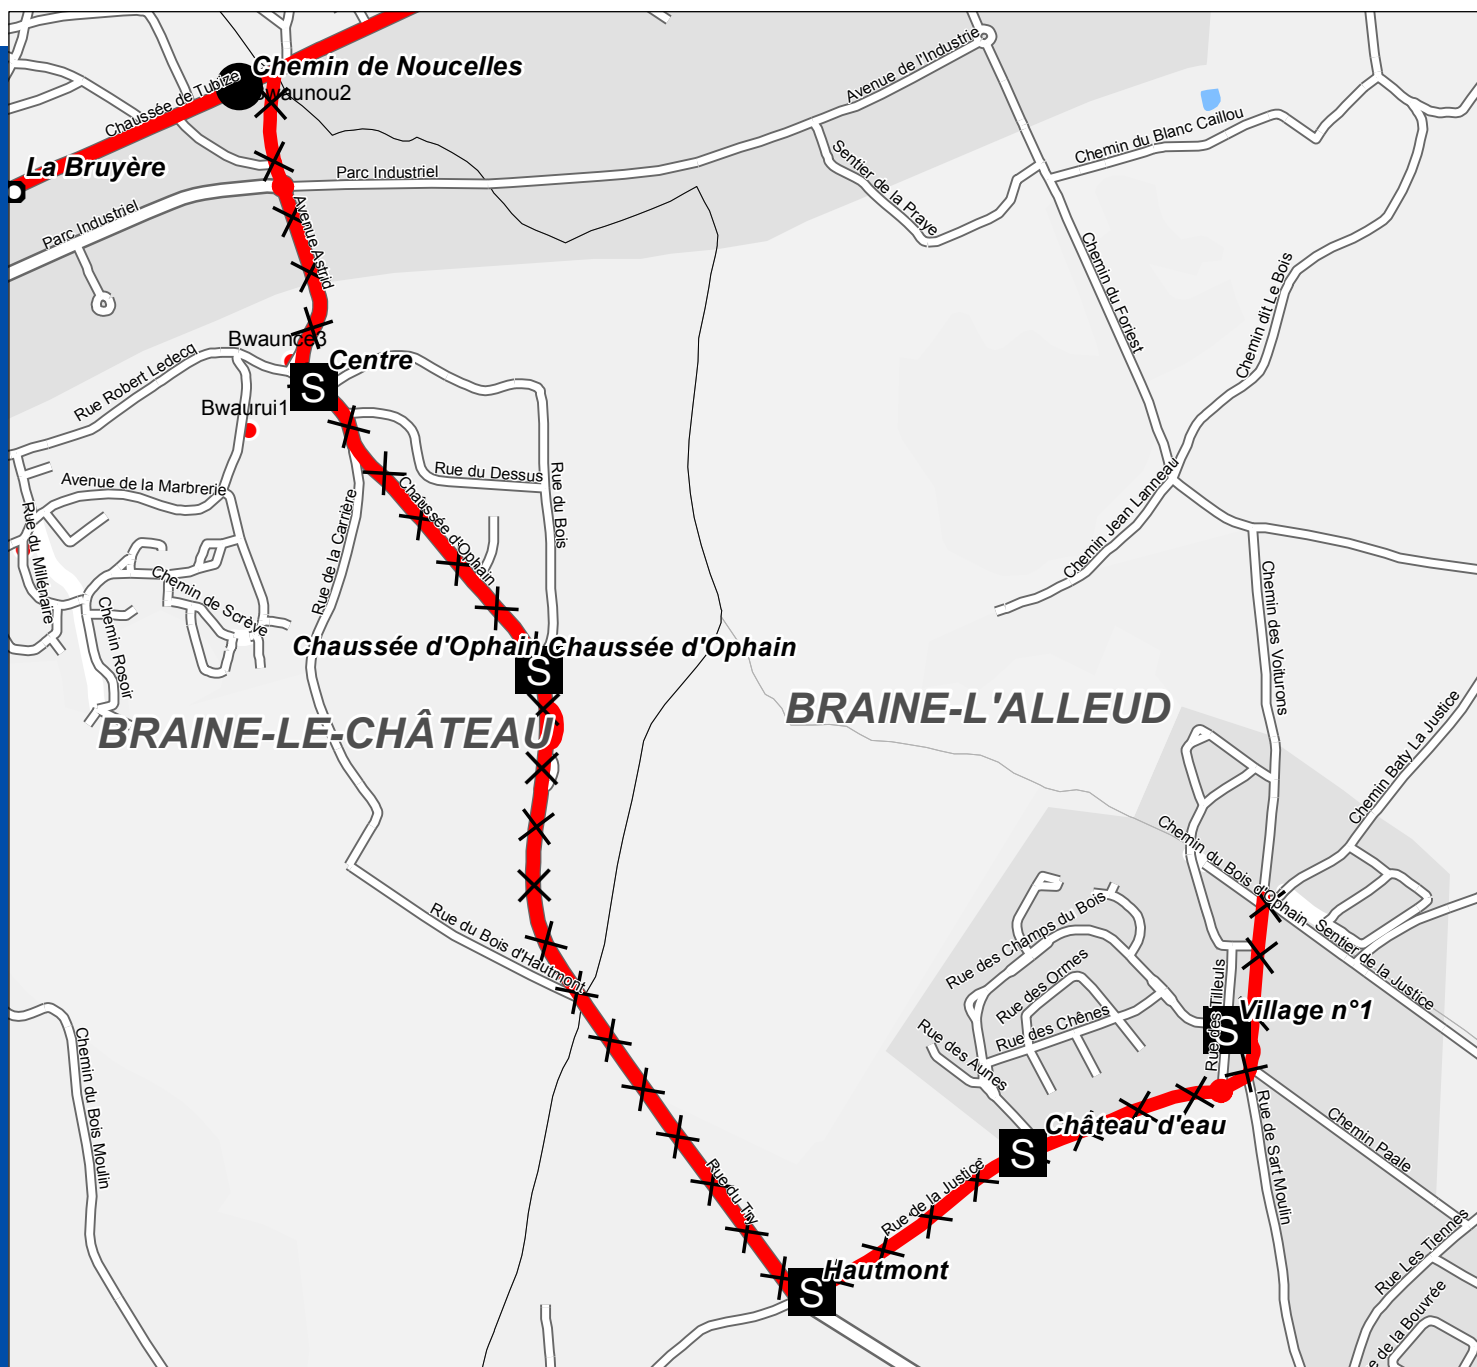 Chemin de Noucelles
Bwaunou2
Chaussée de Tubize
La Bruyère
Parc Industriel
Parc Industriel
Avenue de l'Industrie
Sentier de la Praye
Chemin du Blanc Caillou
Avenue Astrid
Chemin du Foriest
Chemin dit Le Bois
Bwaunce3
Centre
S
Rue Robert Ledecq
Bwaurui1
Avenue de la Marbrerie
Rue du Dessus
Rue du Bois
Chaussée d'Ophain
Rue de la Carrière
Rue du Millénaire
Chemin de Scrève
Chemin Rosoir
Chemin Jean Lanneau
Chemin des Voiturons
Chaussée d'Ophain
Chaussée d'Ophain
S
BRAINE-LE-CHÂTEAU
BRAINE-L'ALLEUD
Chemin Baty La Justice
Chemin du Bois d'Ophain
Sentier de la Justice
Rue du Bois d'Hautmont
Rue des Champs du Bois
Rue des Ormes
Rue des Chênes
Rue des Aunes
Rue des Tilleuls
Village n°1
S
Chemin du Bois Moulin
Rue de Sart Moulin
Chemin Paale
Château d'eau
S
Rue du Try
Rue de la Justice
Hautmont
S
Rue Les Tiennes
e de la Bouvrée